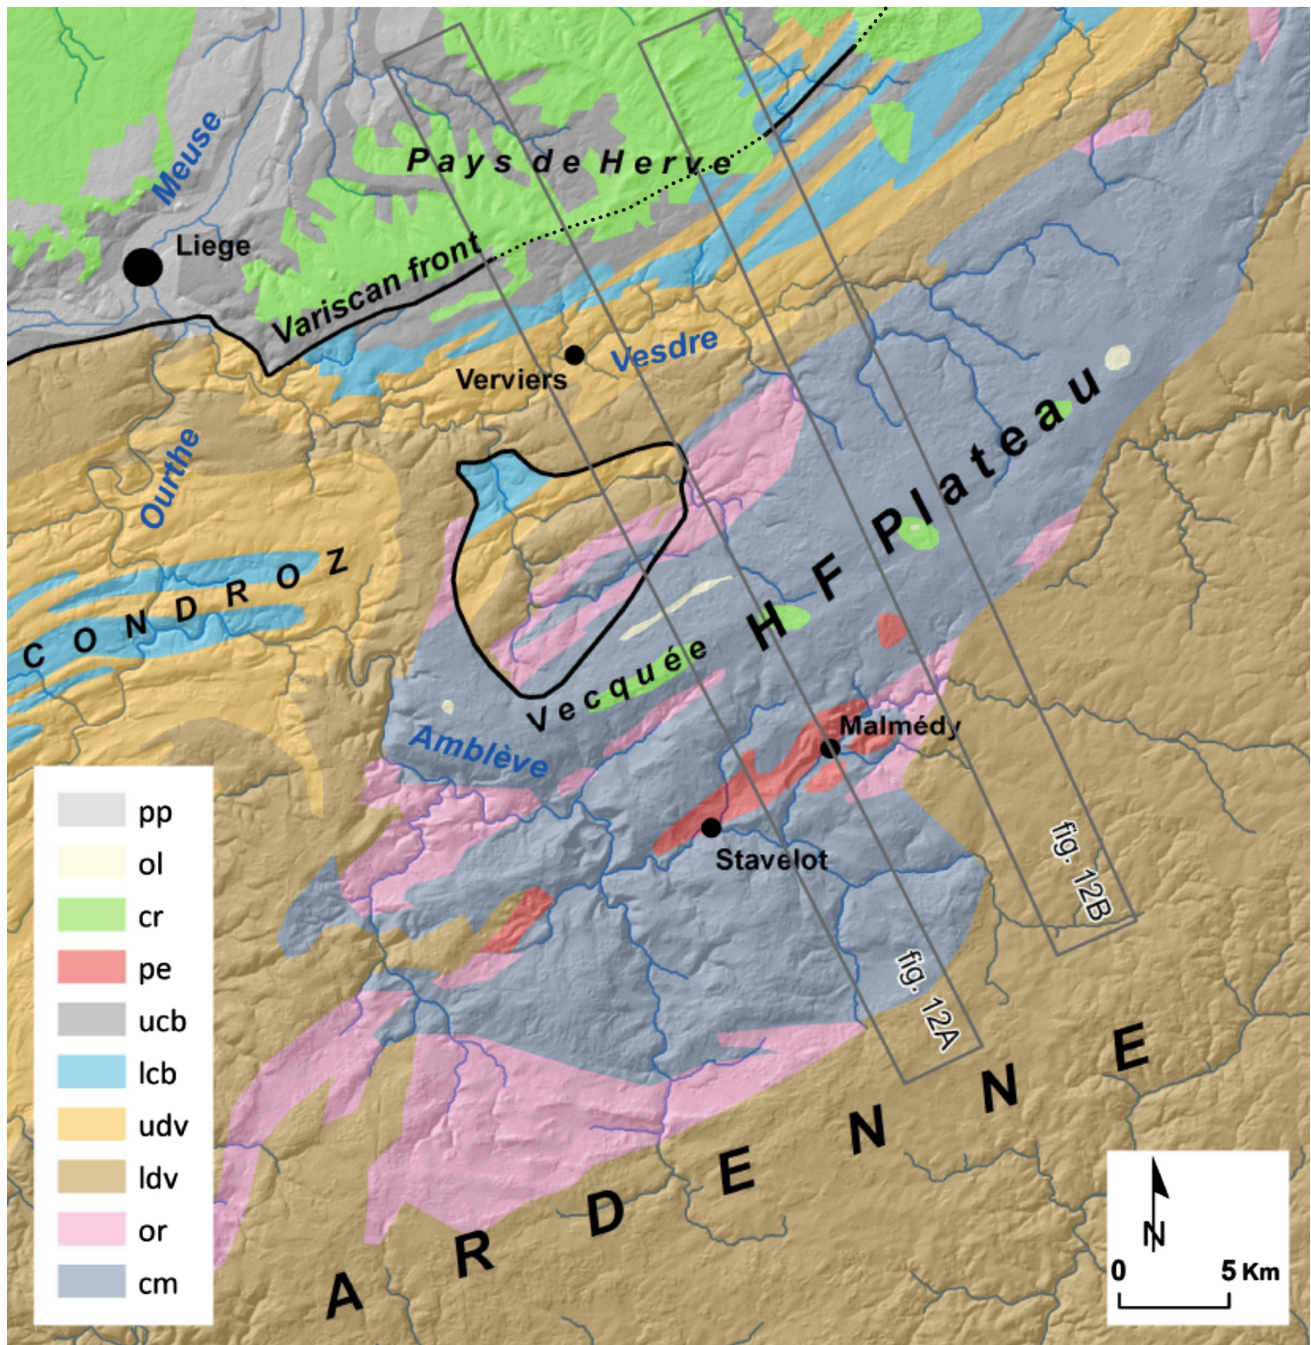 Meuse
Pays de Herve
Liege
Variscan front
Verviers
Vesdre
Ourthe
CONDROZ
H F Plateau
Vecquée
Amblève
Malmédy
Stavelot
fig. 12B
fig. 12A
ARDENNE
pp
ol
cr
pe
ucb
lcb
udv
ldv
or
cm
N
0 5 Km